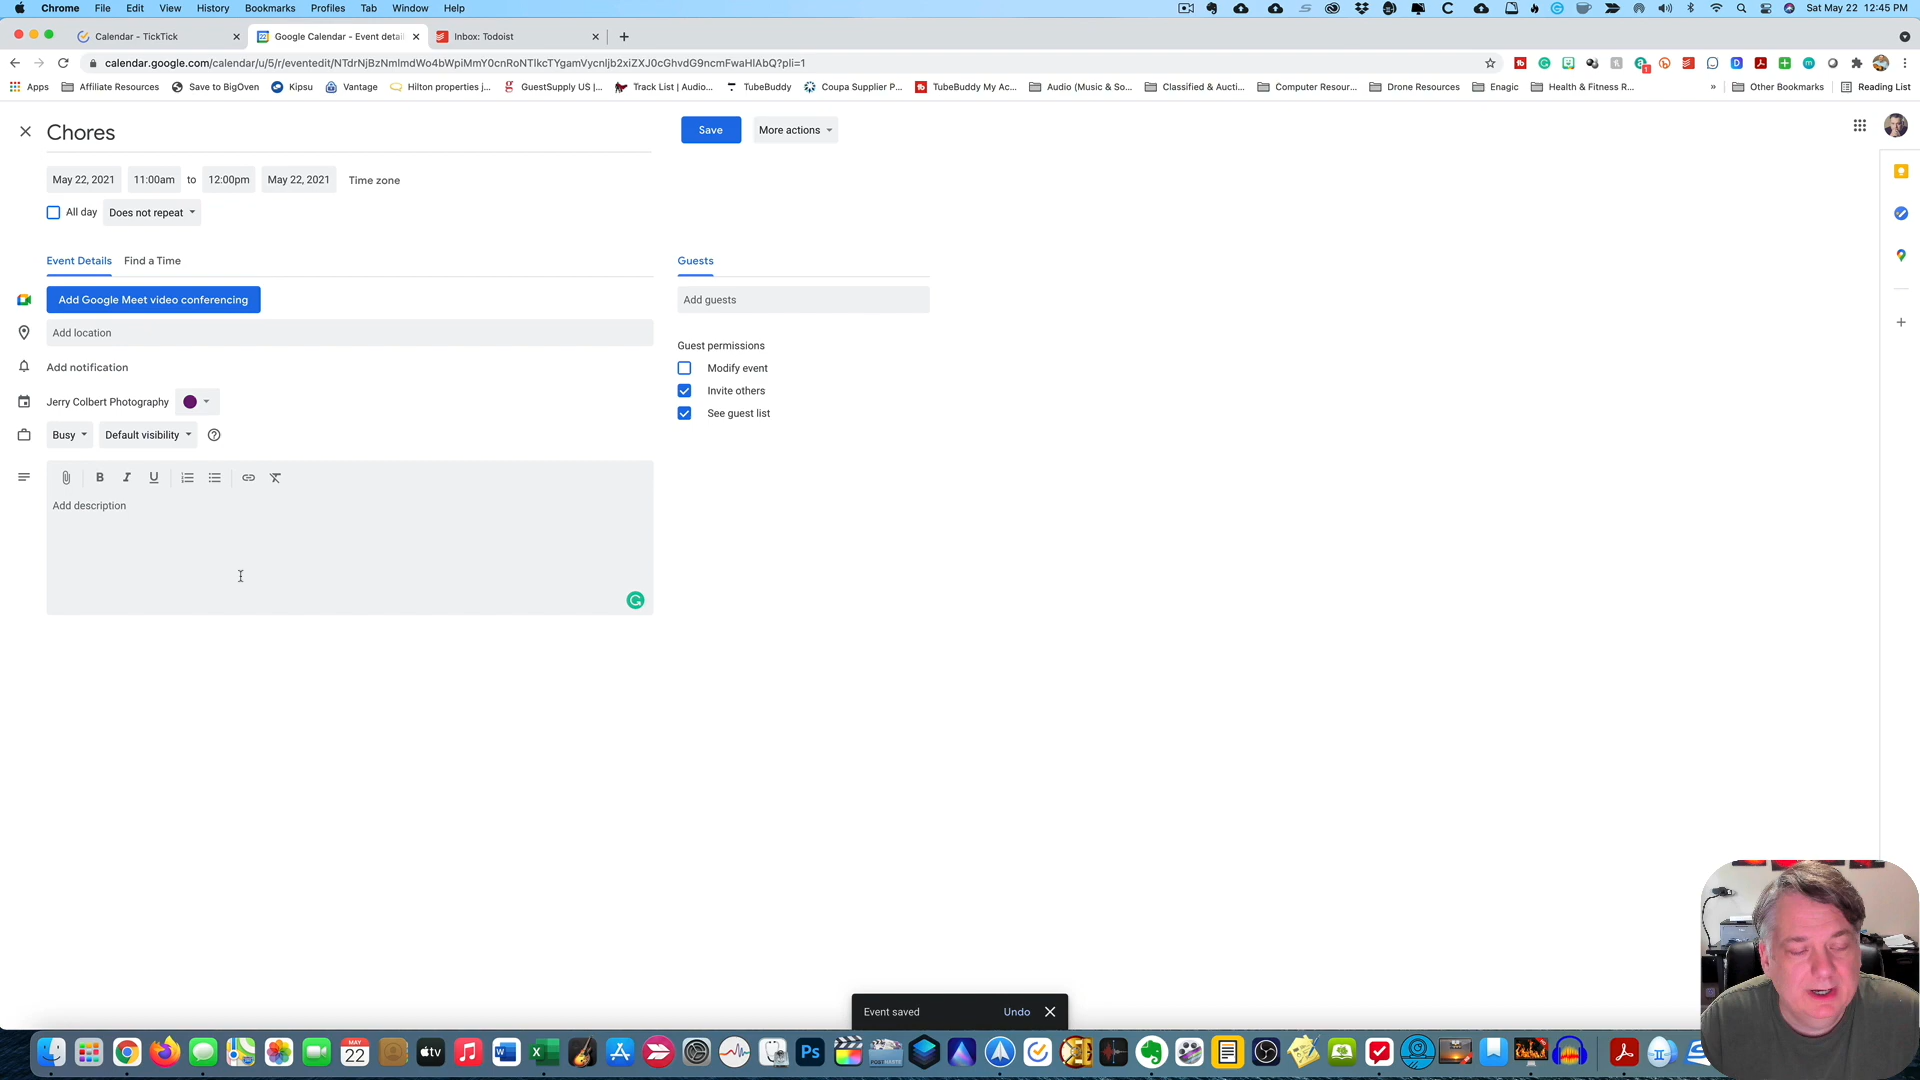 Chrome File Edit View History Bookmarks Profiles Tab Window Help Sat May 22 12:45 PM
Calendar - TickTick Google Calendar - Event detai Inbox: Todoist
calendar.google.com/calendar/u/5/r/eventedit/
Apps Affiliate Resources Save to BigOven Kipsu Vantage Hilton properties j... GuestSupply US |... Track List | Audio... TubeBuddy Coupa Supplier P... TubeBuddy My Ac... Audio (Music & So... Classified & Aucti... Computer Resour... Drone Resources Enagic Health & Fitness R... » Other Bookmarks Reading List
Chores
Save More actions
May 22, 2021 11:00am to 12:00pm May 22, 2021 Time zone
All day Does not repeat
Event Details Find a Time Guests
Add Google Meet video conferencing Add guests
Add location
Guest permissions
Add notification Modify event
Invite others
Jerry Colbert Photography
See guest list
Busy Default visibility
B I U
Add description
Event saved Undo
MAY
22
tv
Ps